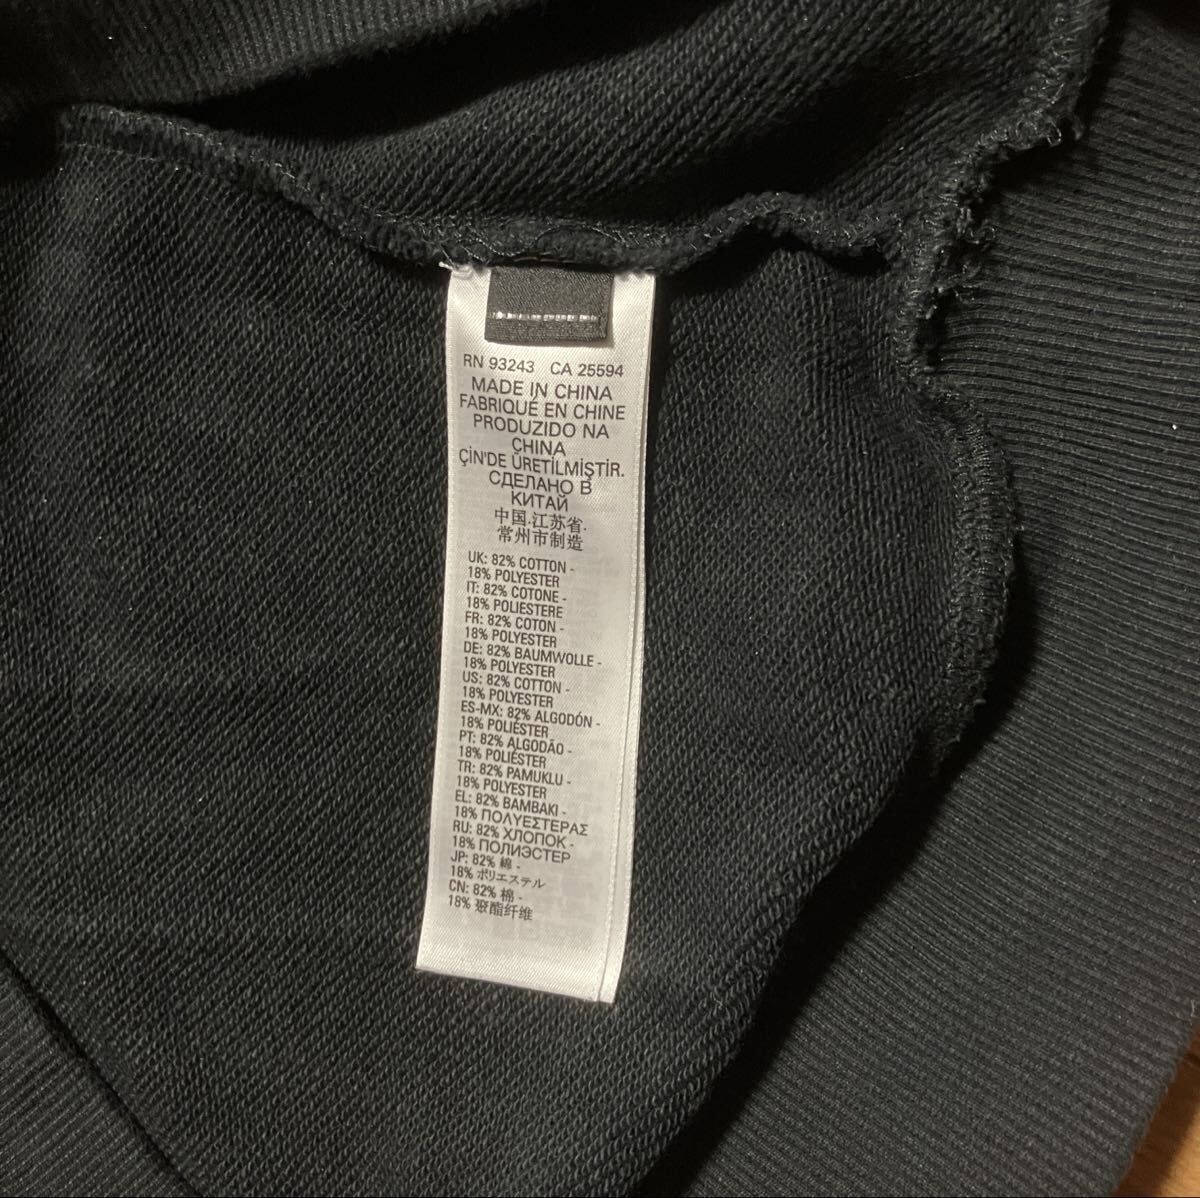 RN 93243 CA 25594
MADE IN CHINA
FABRIQUÉ EN CHINE
PRODUZIDO NA
CHINA
ÇİN'DE ÜRETİLMİŞTİR.
СДЕЛАНО В
КИТАЙ
中国.江苏省.
常州市制造
UK: 82% COTTON -
18% POLYESTER
IT: 82% COTONE -
18% POLIESTERE
FR: 82% COTON -
18% POLYESTER
DE: 82% BAUMWOLLE -
18% POLYESTER
US: 82% COTTON -
18% POLYESTER
ES-MX: 82% ALGODÓN -
18% POLIÉSTER
PT: 82% ALGODÃO -
18% POLIÉSTER
TR: 82% PAMUKLU -
18% POLYESTER
EL: 82% ΒΑΜΒΑΚΙ -
18% ΠΟΛΥΕΣΤΕΡΑΣ
RU: 82% ХЛОПОК -
18% ПОЛИЭСТЕР
JP: 82% 綿 -
18% ポリエステル
CN: 82% 棉 -
18% 聚酯纤维